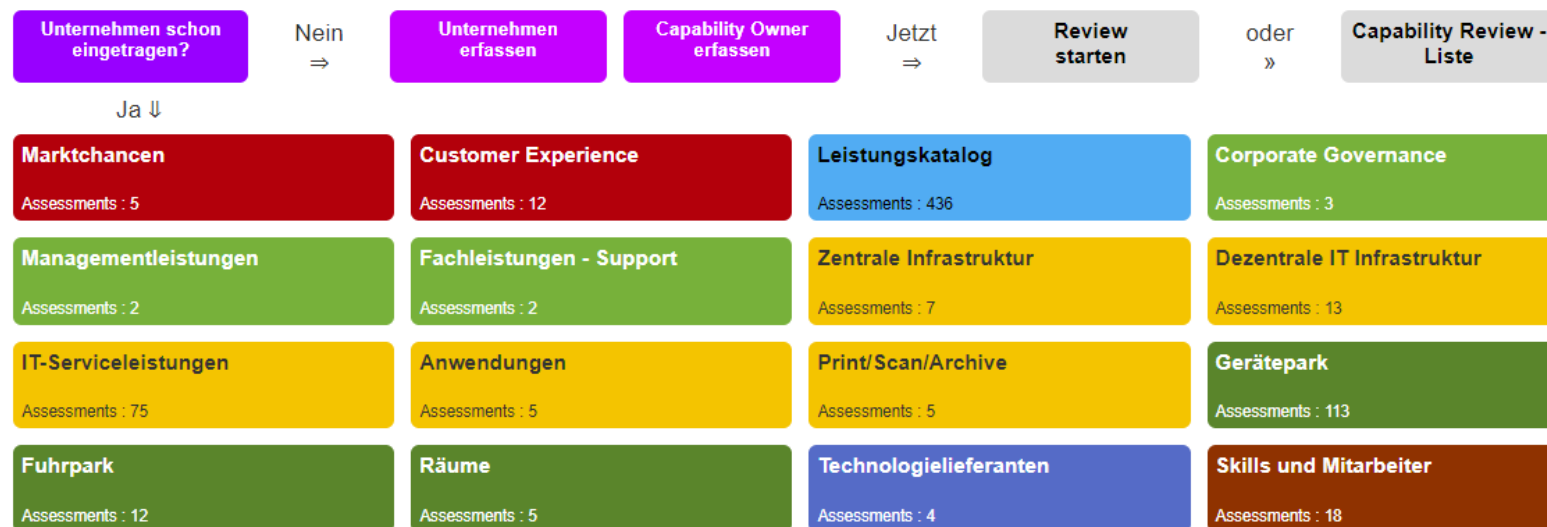 Unternehmen schon
eingetragen?
Nein
⇒
Unternehmen
erfassen
Capability Owner
erfassen
Jetzt
⇒
Review
starten
oder
»
Capability Review -
Liste
Ja ⇓
Marktchancen
Assessments : 5
Customer Experience
Assessments : 12
Leistungskatalog
Assessments : 436
Corporate Governance
Assessments : 3
Managementleistungen
Assessments : 2
Fachleistungen - Support
Assessments : 2
Zentrale Infrastruktur
Assessments : 7
Dezentrale IT Infrastruktur
Assessments : 13
IT-Serviceleistungen
Assessments : 75
Anwendungen
Assessments : 5
Print/Scan/Archive
Assessments : 5
Gerätepark
Assessments : 113
Fuhrpark
Assessments : 12
Räume
Assessments : 5
Technologielieferanten
Assessments : 4
Skills und Mitarbeiter
Assessments : 18